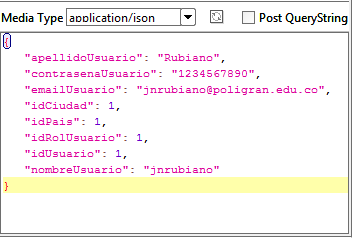 Media Type application/json Post QueryString
{
"apellidoUsuario": "Rubiano",
"contrasenaUsuario": "1234567890",
"emailUsuario": "jnrubiano@poligran.edu.co",
"idCiudad": 1,
"idPais": 1,
"idRolUsuario": 1,
"idUsuario": 1,
"nombreUsuario": "jnrubiano"
}